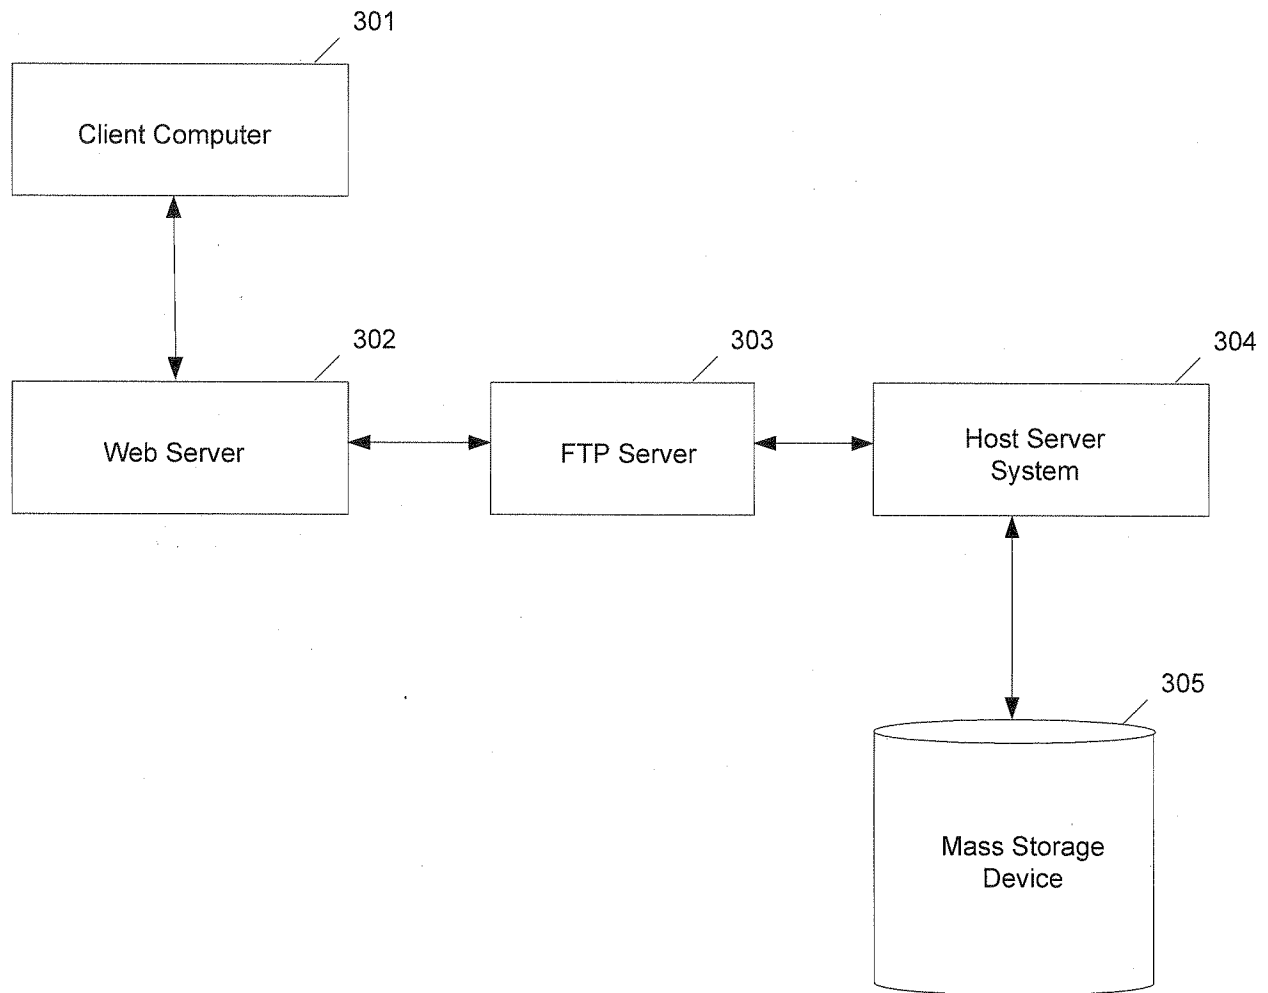 301
Client Computer
302
303
304
Web Server
FTP Server
Host Server
System
305
Mass Storage
Device